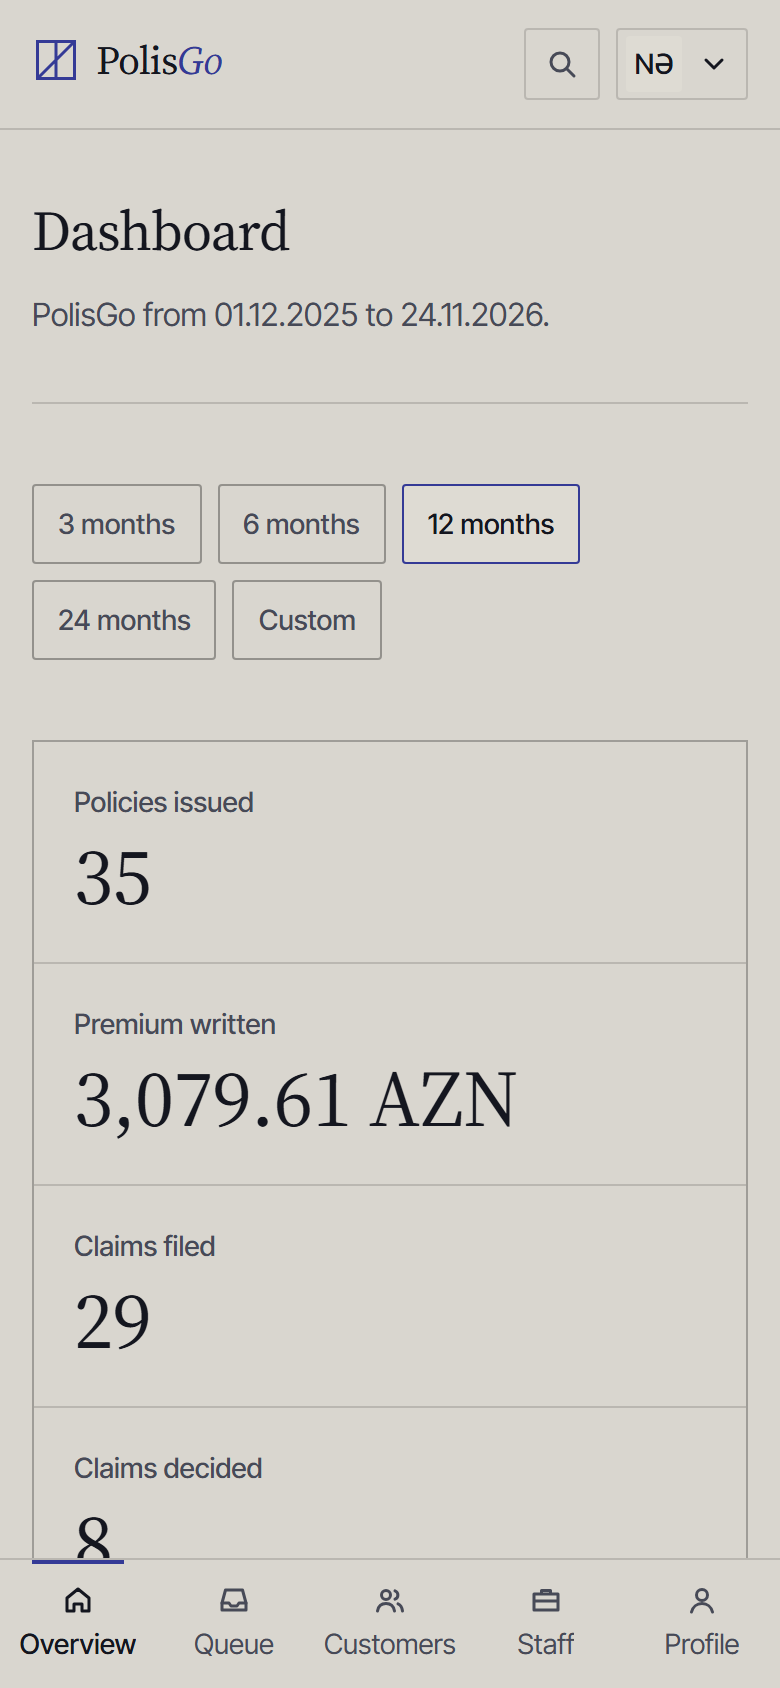 PolisGo
NƏ
Dashboard
PolisGo from 01.12.2025 to 24.11.2026.
3 months
6 months
12 months
24 months
Custom
Policies issued
35
Premium written
3,079.61 AZN
Claims filed
29
Claims decided
8
Overview
Queue
Customers
Staff
Profile